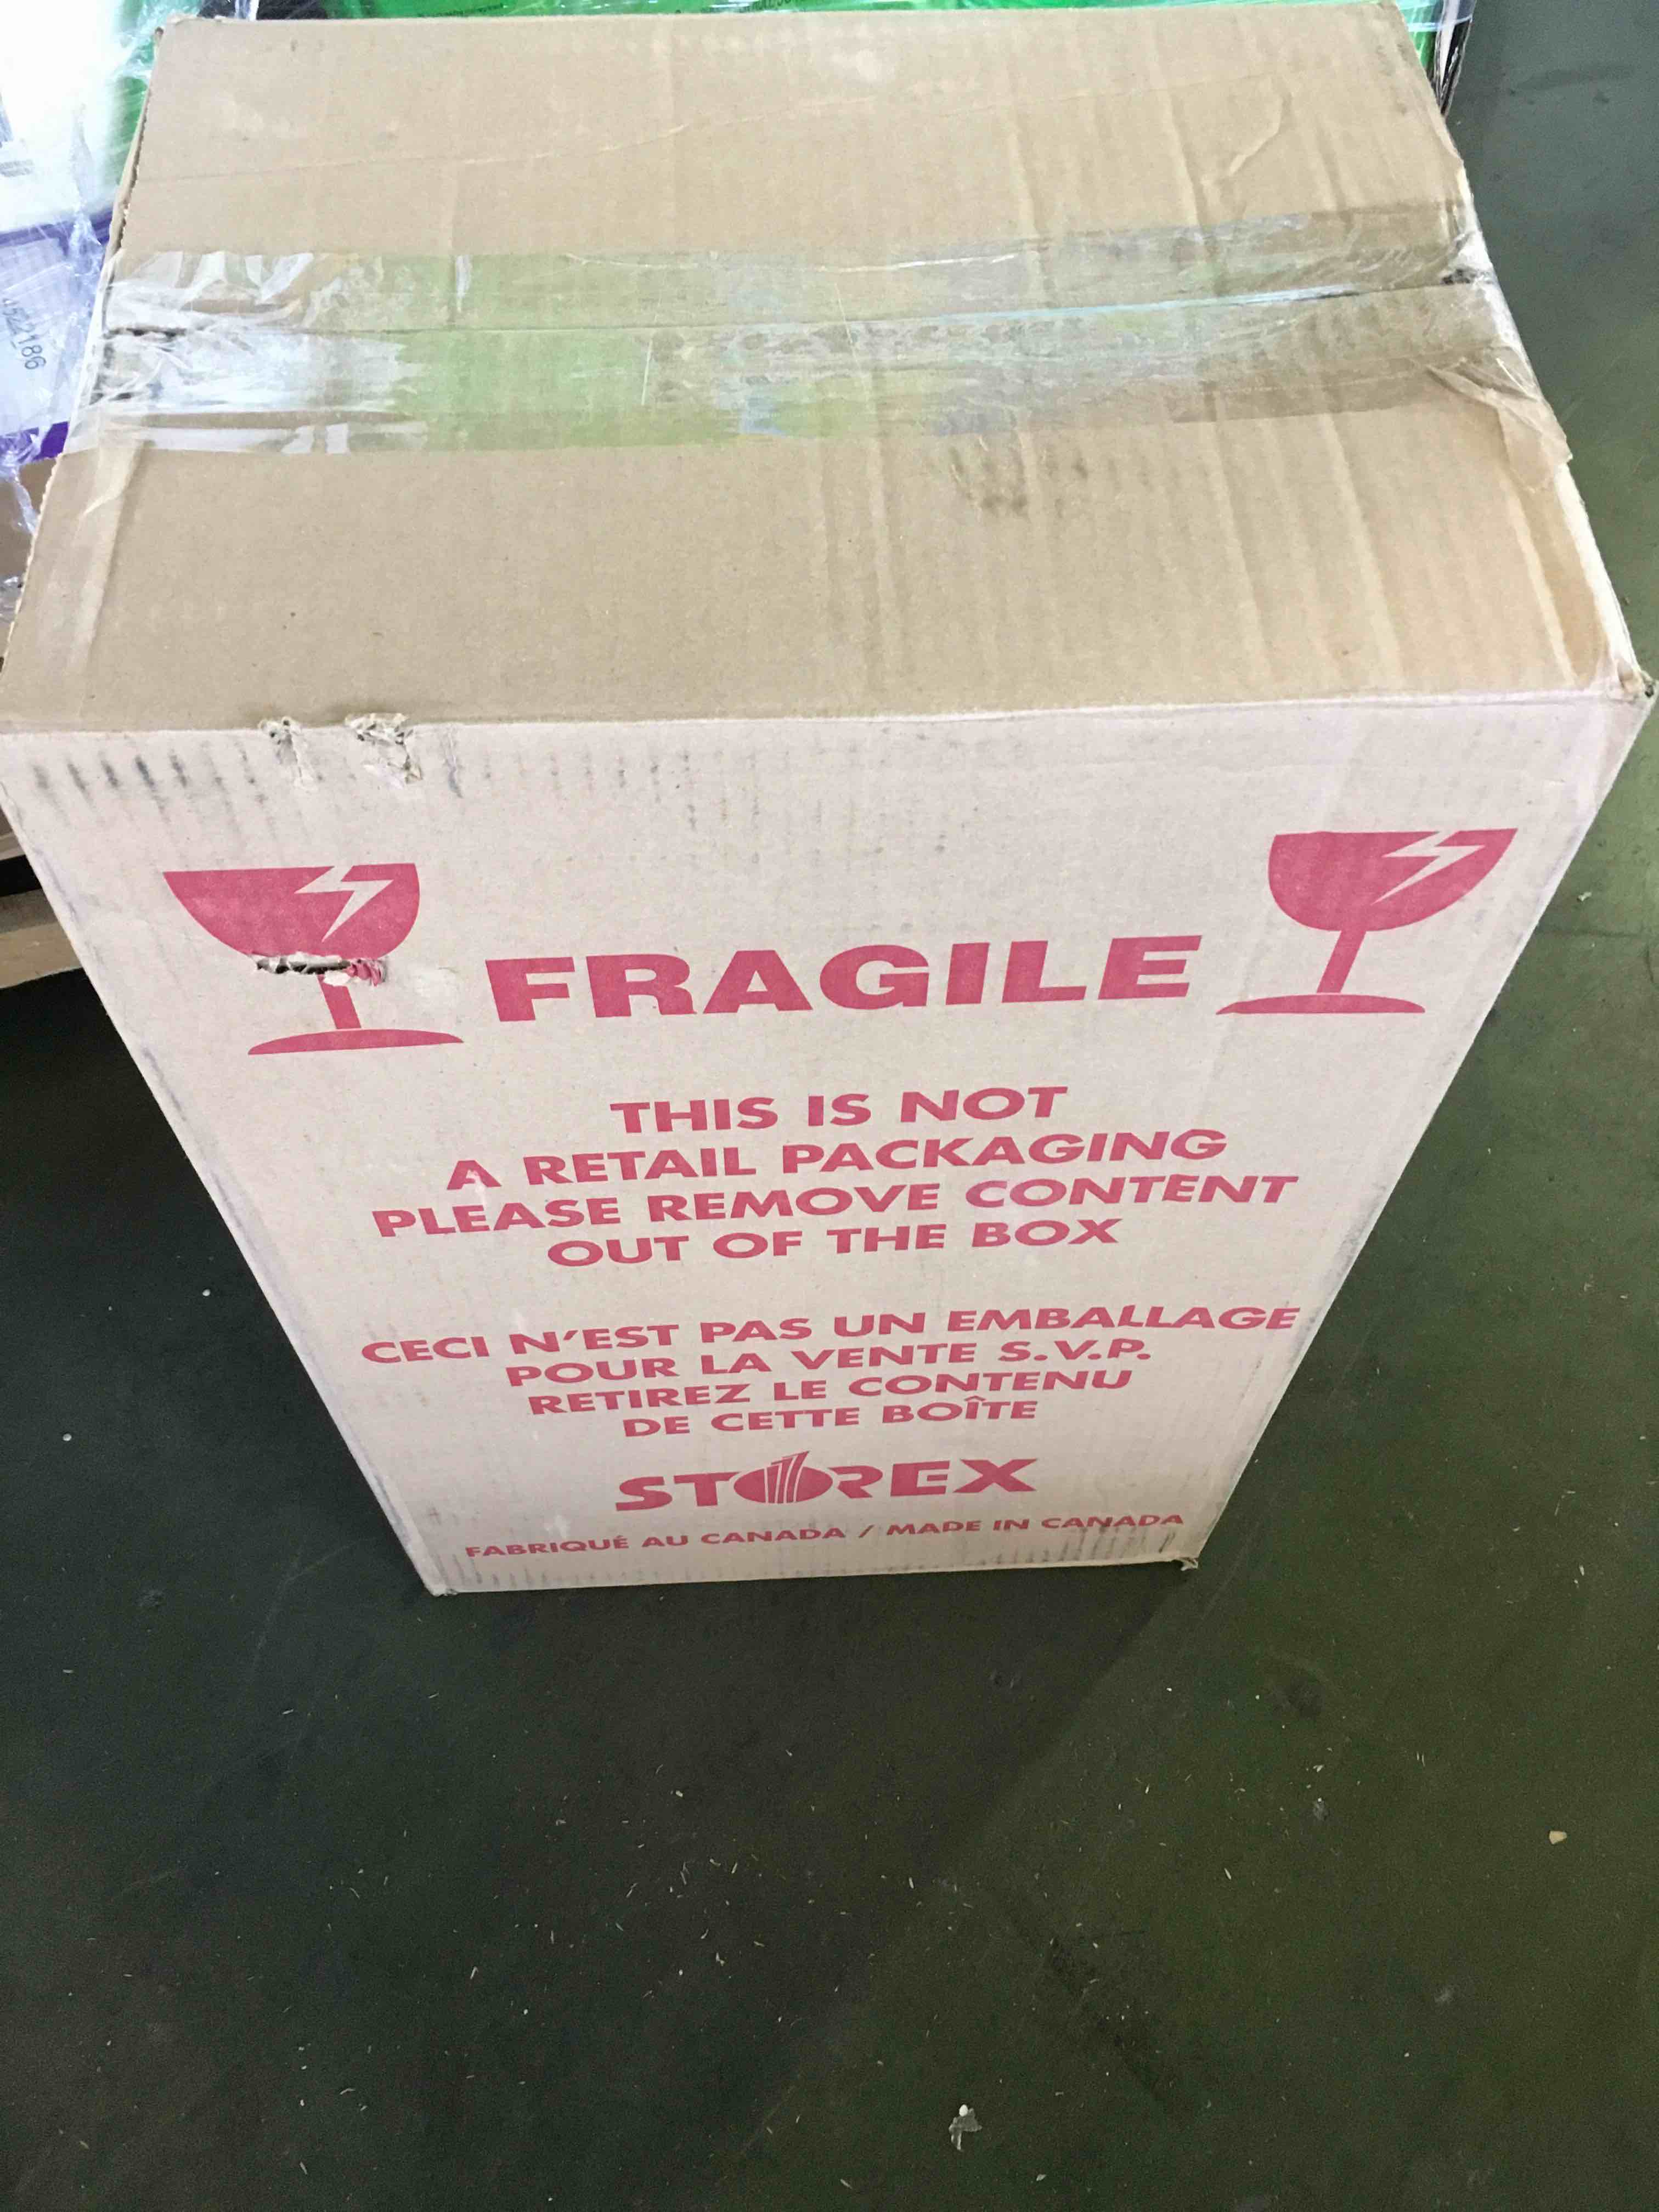 4522186
FRAGILE
THIS IS NOT
A RETAIL PACKAGING
PLEASE REMOVE CONTENT
OUT OF THE BOX
CECI N'EST PAS UN EMBALLAGE
POUR LA VENTE S.V.P.
RETIREZ LE CONTENU
DE CETTE BOÎTE
STOREX
FABRIQUÉ AU CANADA / MADE IN CANADA